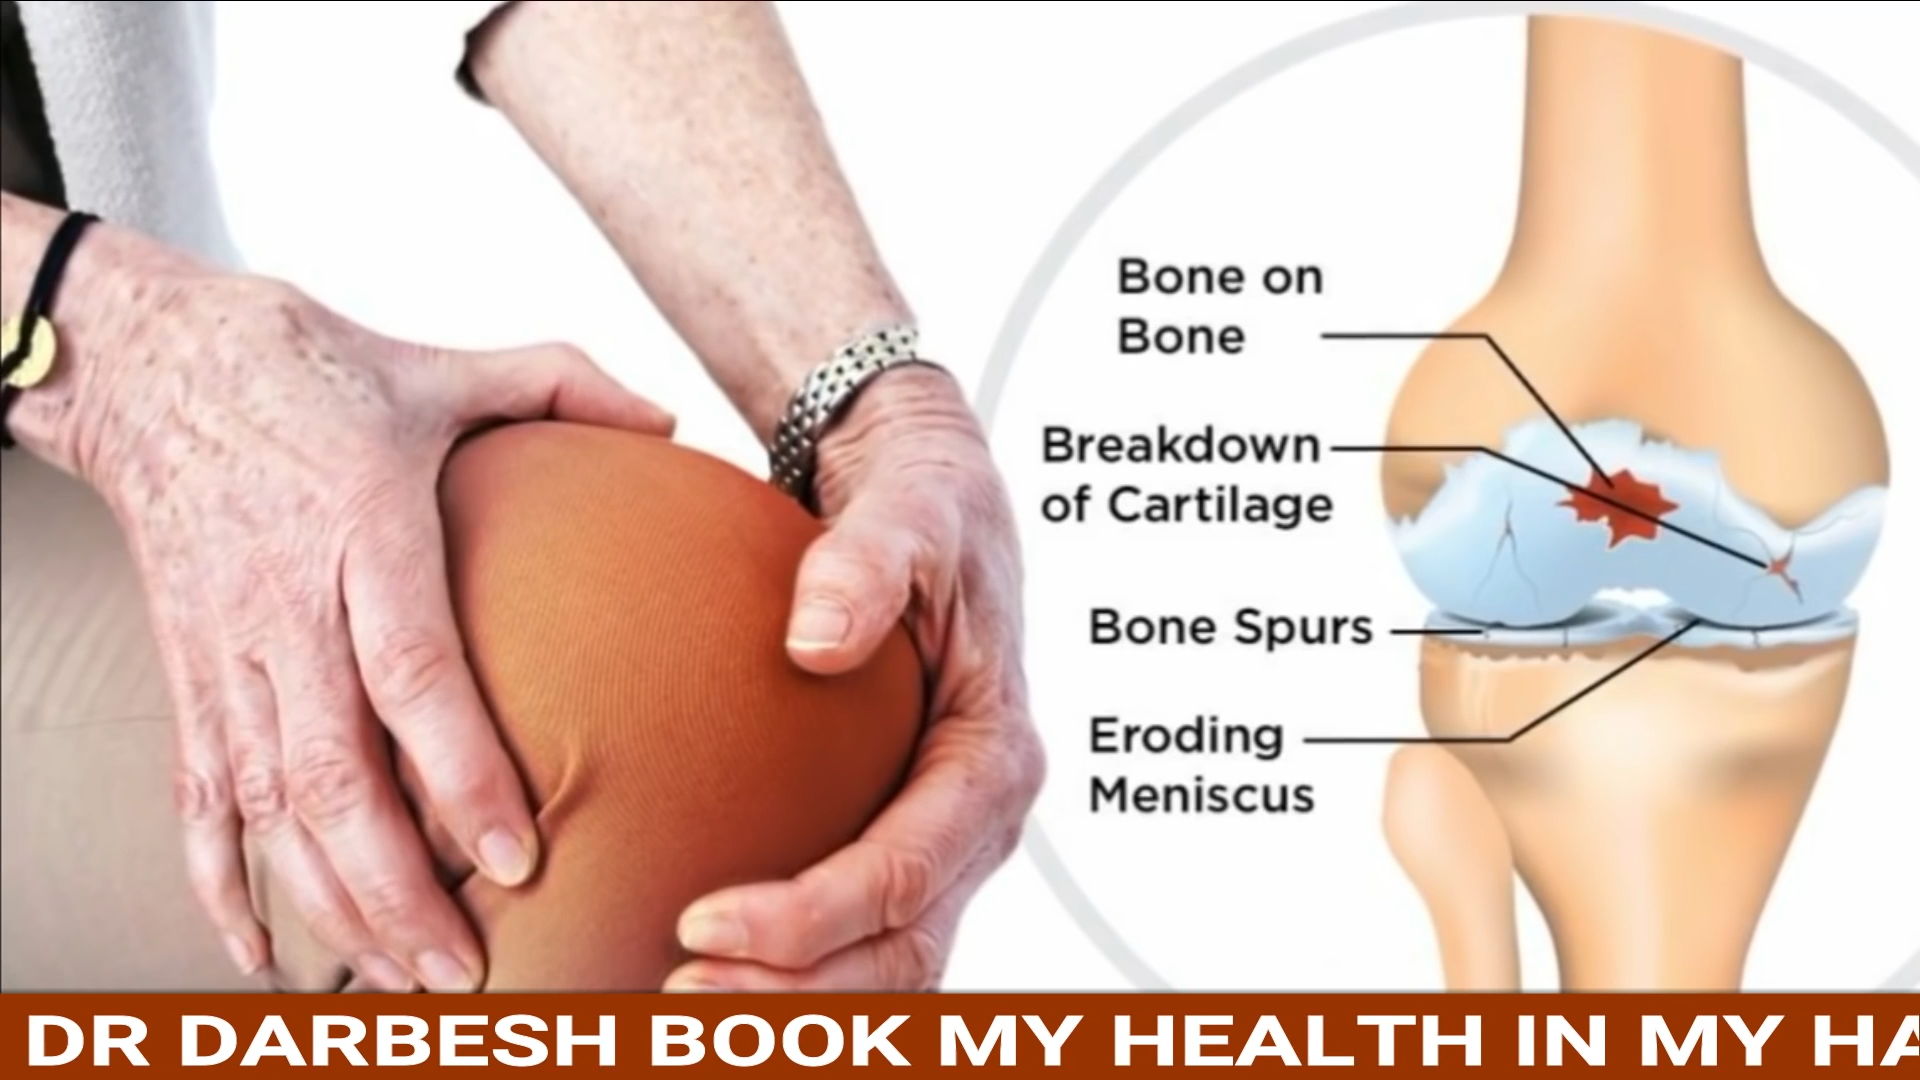 Bone on
Bone
Breakdown
of Cartilage
Bone Spurs
Eroding
Meniscus
DR DARBESH BOOK MY HEALTH IN MY HA